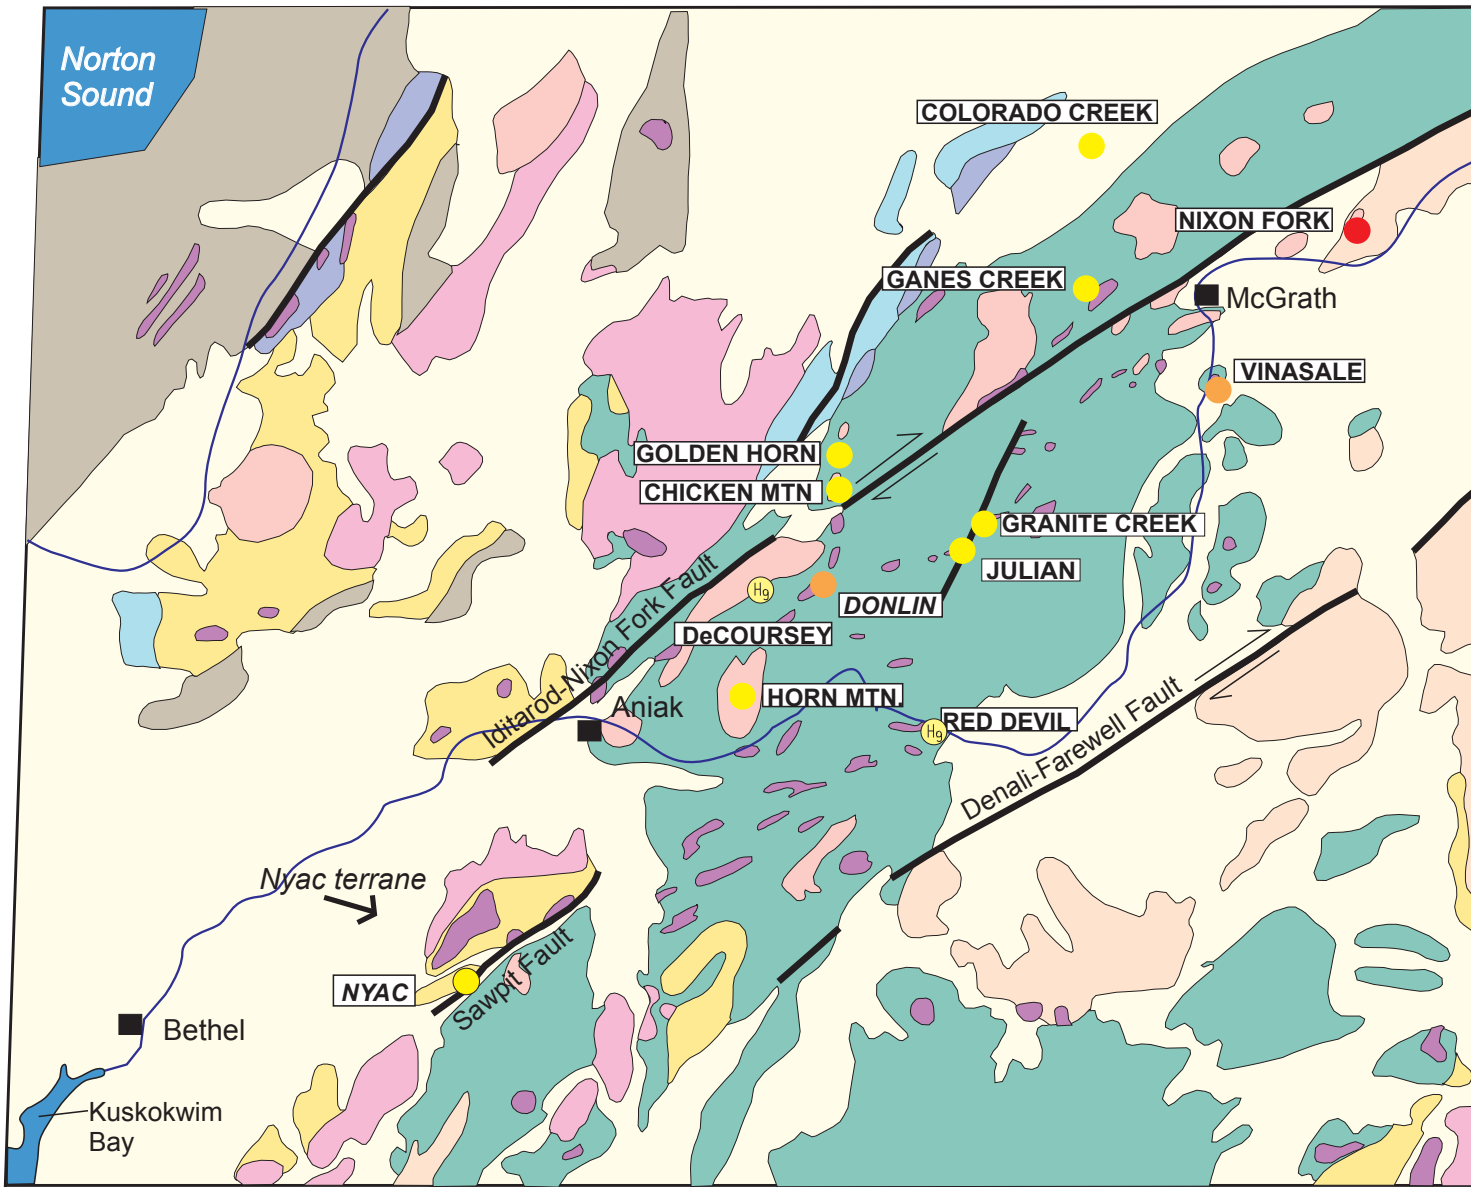 Norton
Sound
COLORADO CREEK
NIXON FORK
GANES CREEK
McGrath
VINASALE
GOLDEN HORN
CHICKEN MTN
GRANITE CREEK
JULIAN
Hg
DONLIN
DeCOURSEY
Iditarod-Nixon Fork Fault
HORN MTN.
Aniak
RED DEVIL
Hg
Denali-Farewell Fault
Nyac terrane
NYAC
Sawpit Fault
Bethel
Kuskokwim
Bay